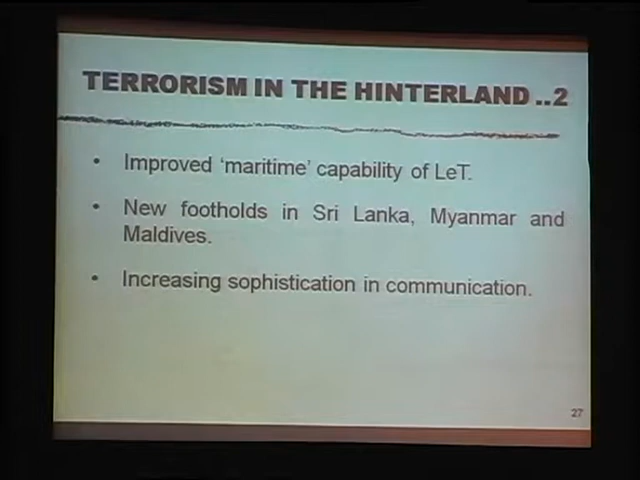 TERRORISM IN THE HINTERLAND ..2
• Improved ‘maritime’ capability of LeT.
• New footholds in Sri Lanka, Myanmar and
Maldives.
• Increasing sophistication in communication.
27